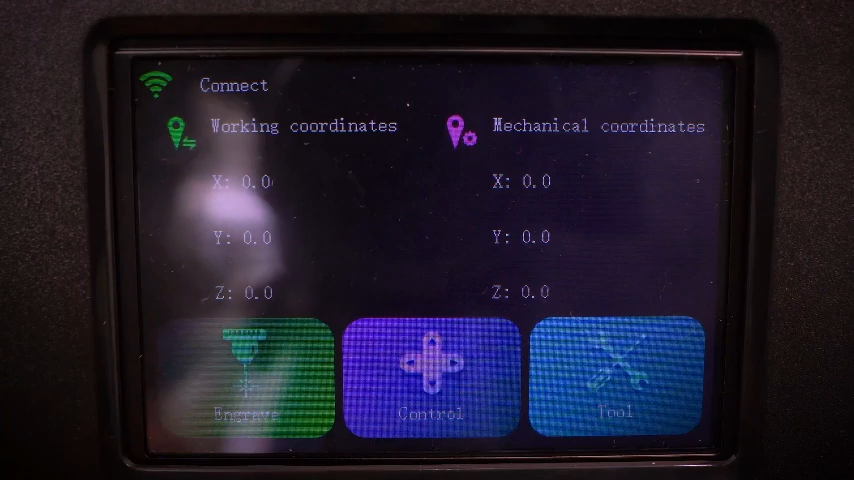 Connect
Working coordinates
Mechanical coordinates
X: 0.0
X: 0.0
Y: 0.0
Y: 0.0
Z: 0.0
Z: 0.0
Engrave
Control
Tool